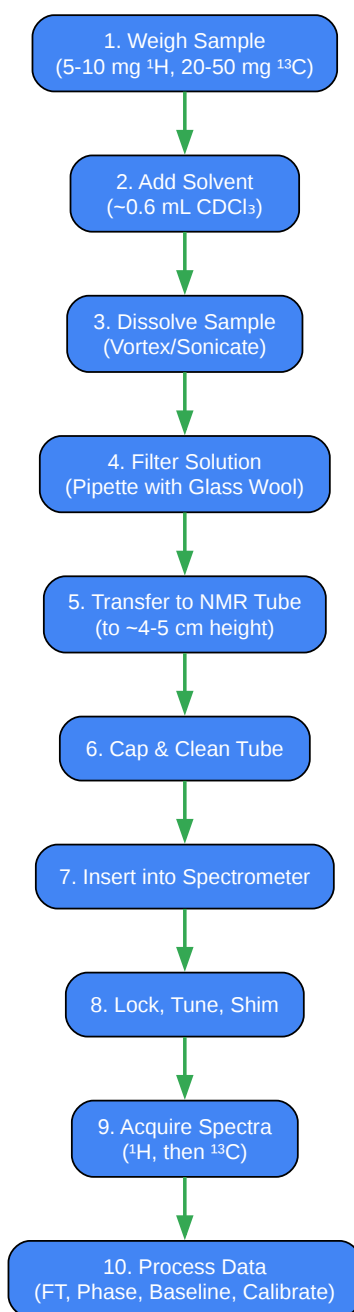 1. Weigh Sample
(5-10 mg ¹H, 20-50 mg ¹³C)
2. Add Solvent
(~0.6 mL CDCl₃)
3. Dissolve Sample
(Vortex/Sonicate)
4. Filter Solution
(Pipette with Glass Wool)
5. Transfer to NMR Tube
(to ~4-5 cm height)
6. Cap & Clean Tube
7. Insert into Spectrometer
8. Lock, Tune, Shim
9. Acquire Spectra
(¹H, then ¹³C)
10. Process Data
(FT, Phase, Baseline, Calibrate)